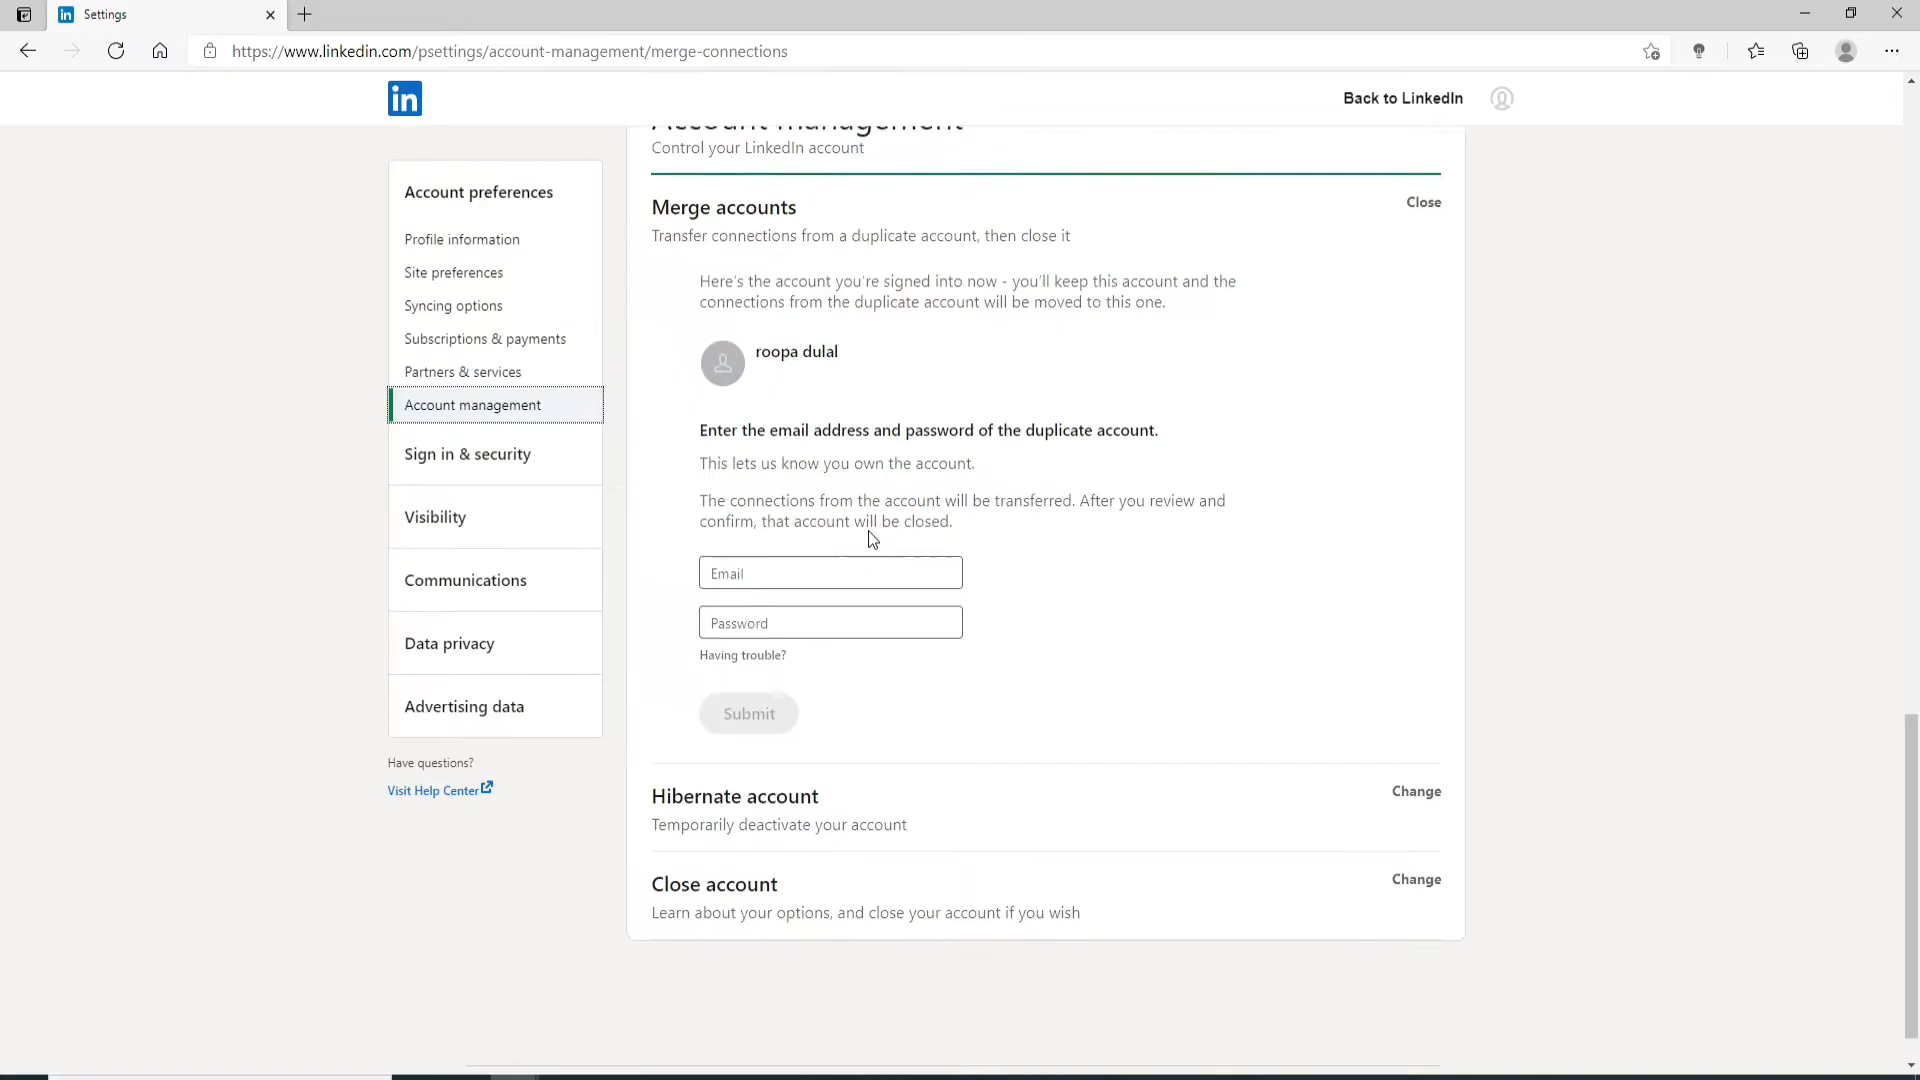 Settings
https://www.linkedin.com/psettings/account-management/merge-connections
in
Back to LinkedIn
Account management
Control your LinkedIn account
Account preferences
Profile information
Site preferences
Syncing options
Subscriptions & payments
Partners & services
Account management
Sign in & security
Visibility
Communications
Data privacy
Advertising data
Have questions?
Visit Help Center
Merge accounts
Close
Transfer connections from a duplicate account, then close it
Here's the account you're signed into now - you'll keep this account and the
connections from the duplicate account will be moved to this one.
roopa dulal
Enter the email address and password of the duplicate account.
This lets us know you own the account.
The connections from the account will be transferred. After you review and
confirm, that account will be closed.
Email
Password
Having trouble?
Submit
Hibernate account
Change
Temporarily deactivate your account
Close account
Change
Learn about your options, and close your account if you wish